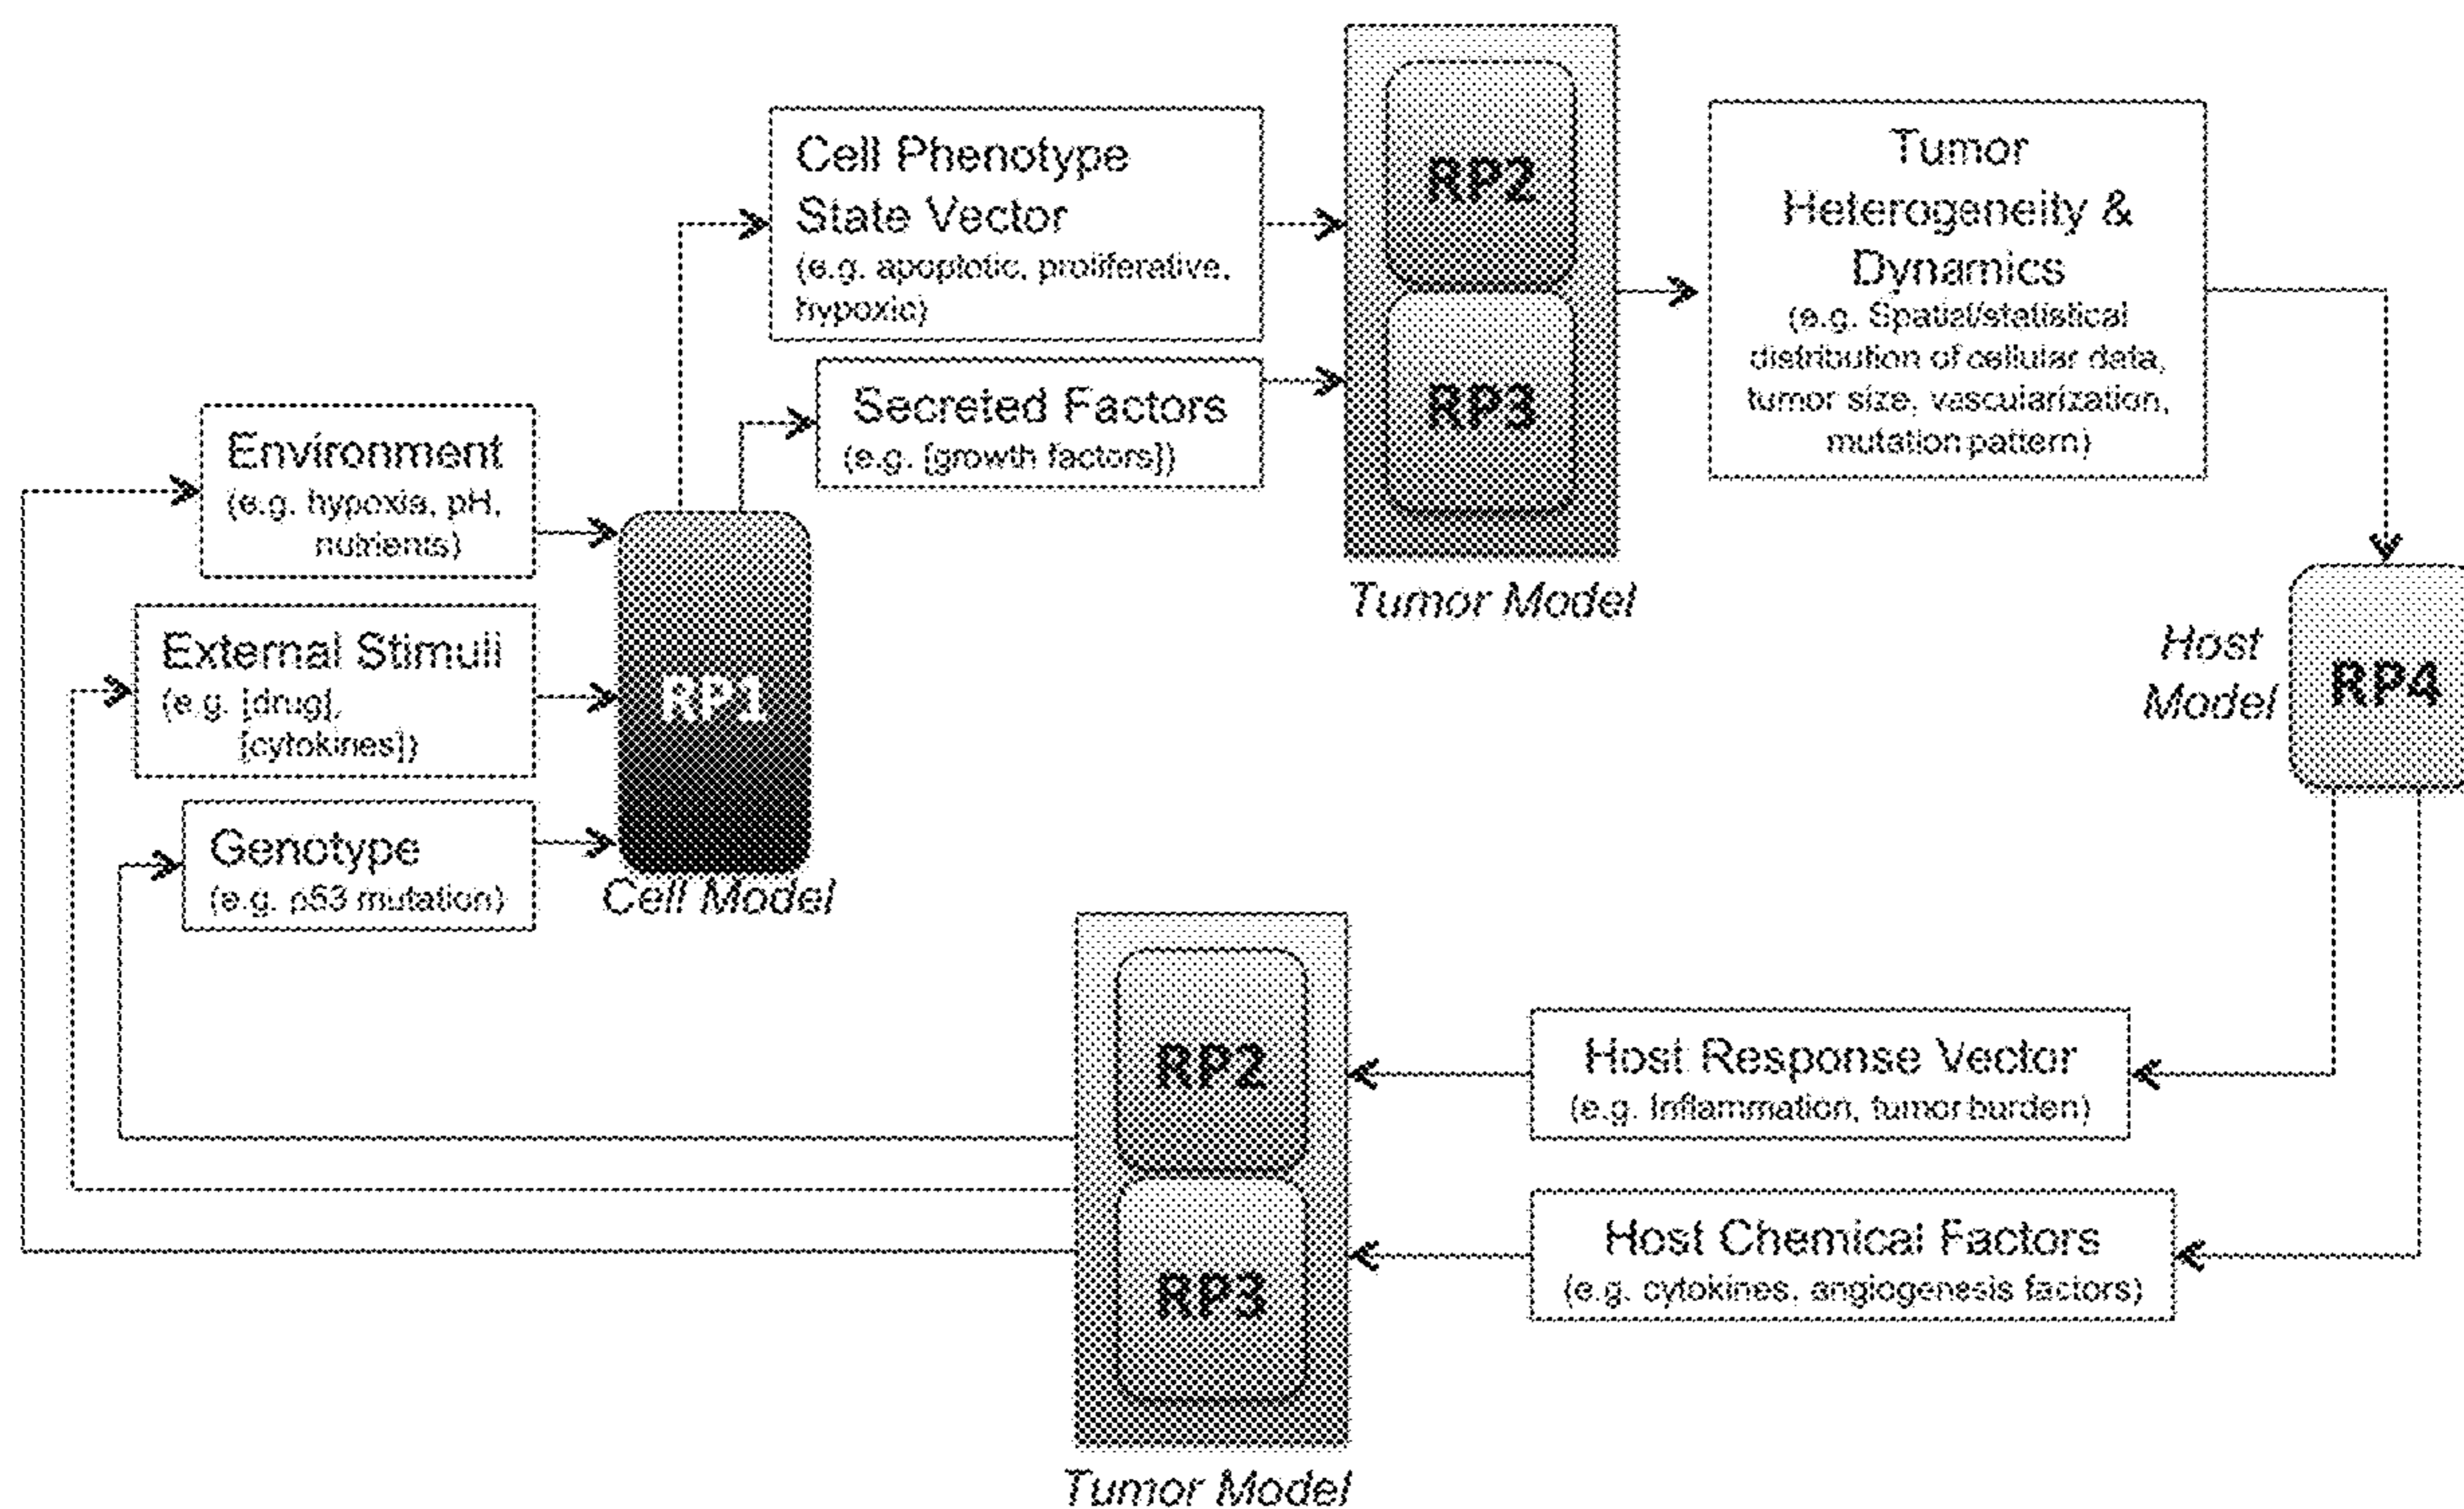 Cell Phenotype
State Vector
(e.g. apoptotic, proliferative,
hypoxic)
Secreted Factors
(e.g. [growth factors])
RP2
RP3
Tumor Model
Tumor
Heterogeneity &
Dynamics
(e.g. Spatial/statistical
distribution of cellular data,
tumor size, vascularization,
mutation pattern)
Environment
(e.g. hypoxia, pH,
nutrients)
External Stimuli
(e.g. [drug],
[cytokines])
Genotype
(e.g. p53 mutation)
RP1
Cell Model
Host
Model
RP4
RP2
RP3
Tumor Model
Host Response Vector
(e.g. Inflammation, tumor burden)
Host Chemical Factors
(e.g. cytokines, angiogenesis factors)